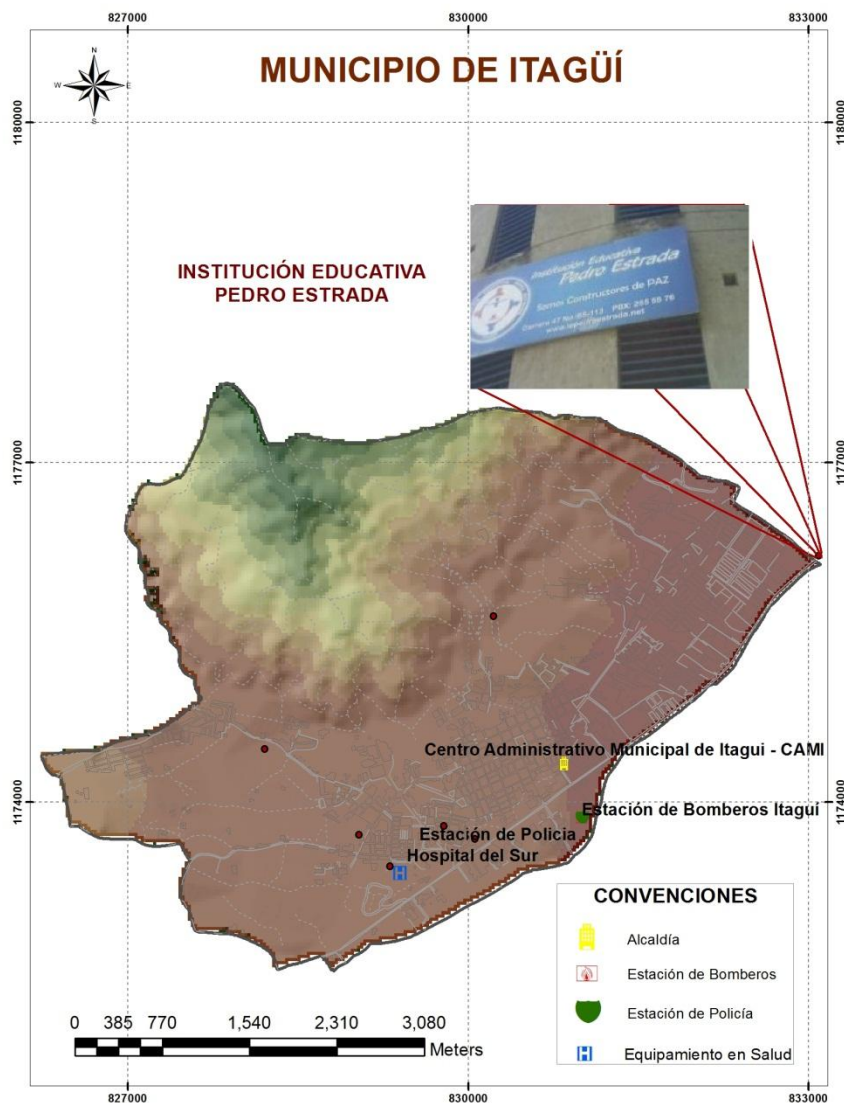 827000
830000
833000
N
W
E
S
MUNICIPIO DE ITAGÜÍ
1180000
1180000
INSTITUCIÓN EDUCATIVA
PEDRO ESTRADA
Institución Educativa
Pedro Estrada
Somos Constructores de PAZ
1177000
1177000
Centro Administrativo Municipal de Itagui - CAMI
1174000
1174000
Estación de Bomberos Itagui
Estación de Policia
Hospital del Sur
H
CONVENCIONES
Alcaldía
Estación de Bomberos
Estación de Policía
H
Equipamiento en Salud
0 385 770 1,540 2,310 3,080
Meters
827000
830000
833000